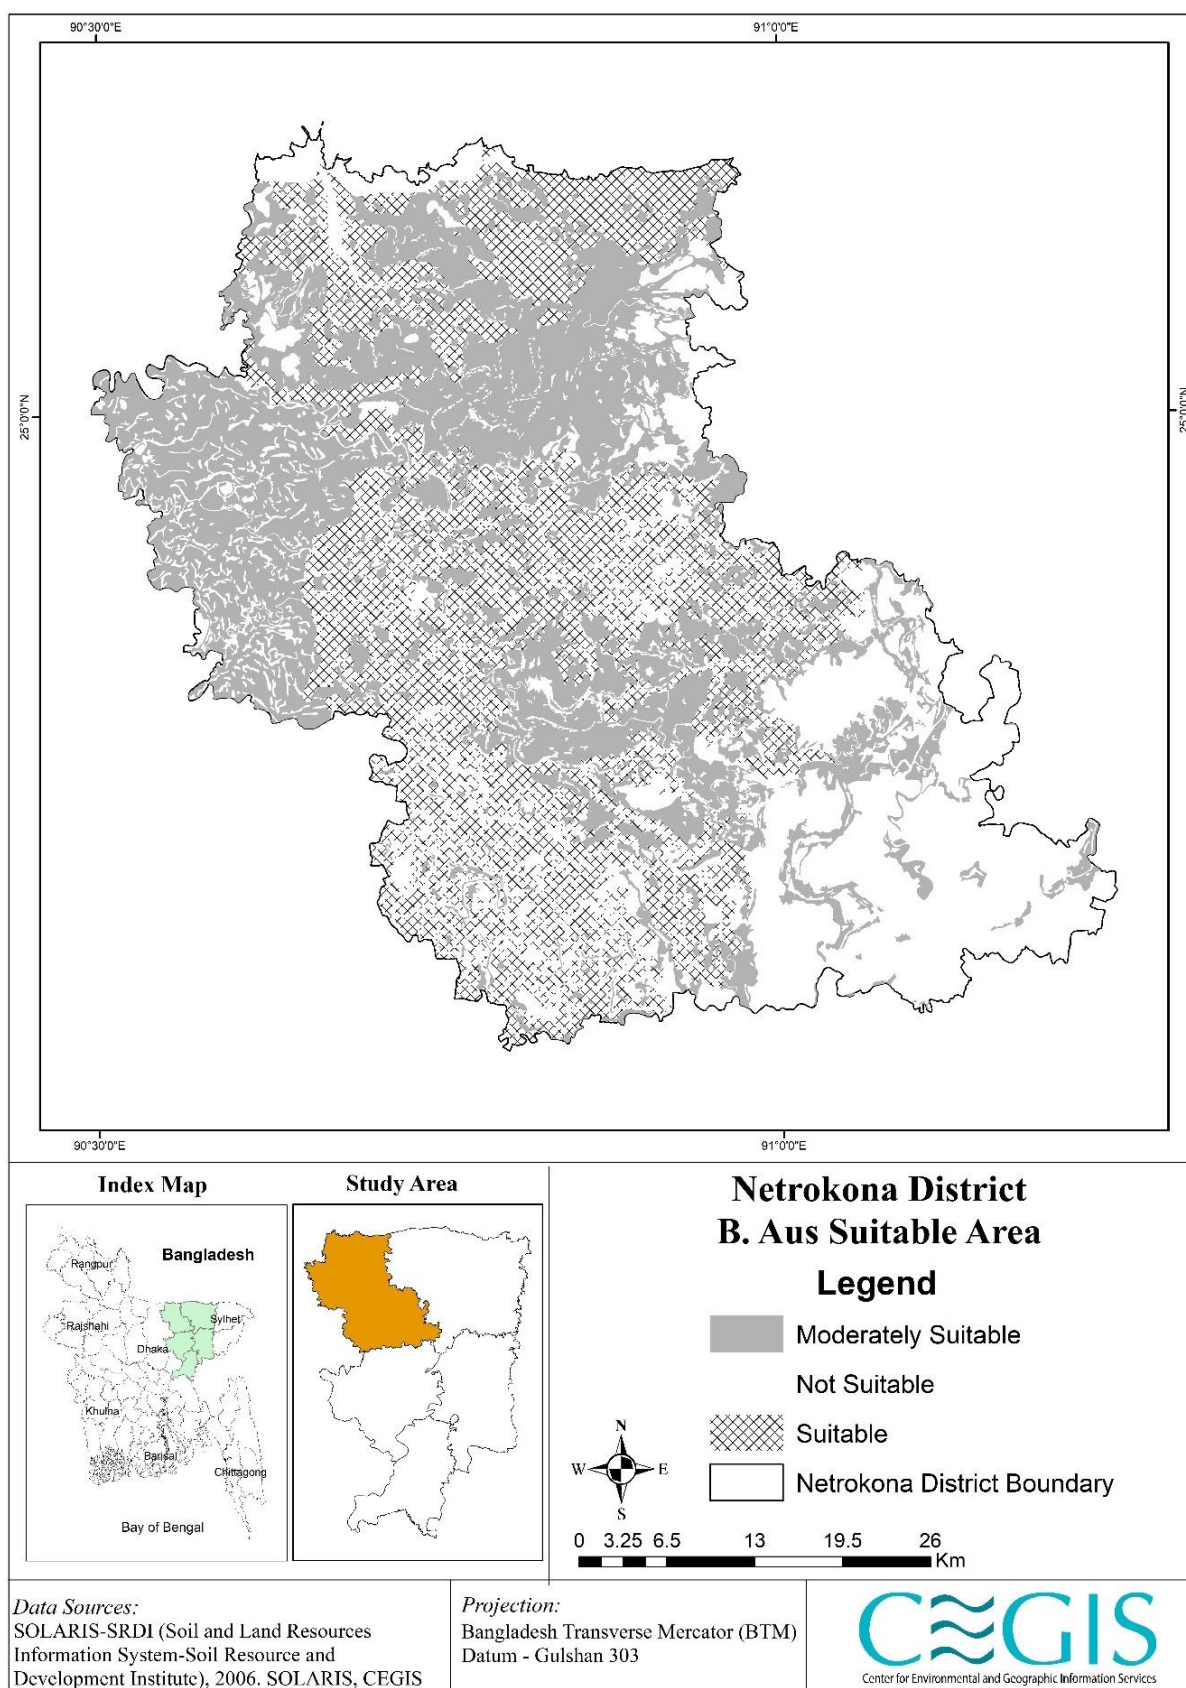 90°30'0"E 91°0'0"E
25°0'0"N 25°0'0"N
90°30'0"E 91°0'0"E
Index Map
Study Area
Bangladesh
Rangpur
Rajshahi
Sylhet
Dhaka
Khulna
Barisal
Chittagong
Bay of Bengal
Netrokona District
B. Aus Suitable Area
Legend
Moderately Suitable
Not Suitable
Suitable
Netrokona District Boundary
N
W E
S
0 3.25 6.5 13 19.5 26
Km
Data Sources:
SOLARIS-SRDI (Soil and Land Resources
Information System-Soil Resource and
Development Institute), 2006. SOLARIS, CEGIS
Projection:
Bangladesh Transverse Mercator (BTM)
Datum - Gulshan 303
CEGIS
Center for Environmental and Geographic Information Services